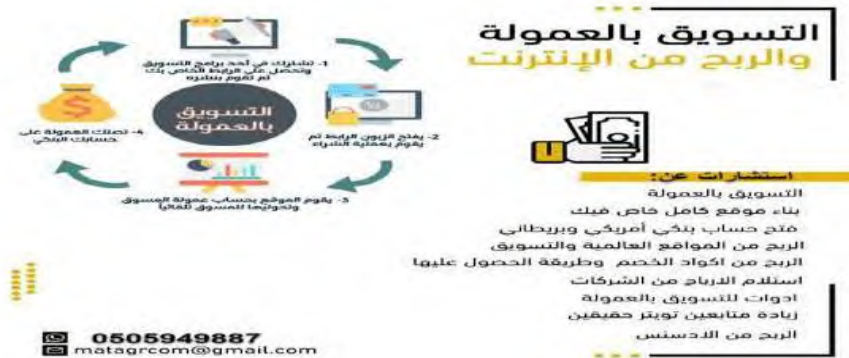 التسويق بالعمولة
والربح من الإنترنت
استشارات عن:
التسويق بالعمولة
بناء موقع كامل خاص فيك
فتح حساب بنكي أمريكي وبريطاني
الربح من المواقع العالمية والتسويق
الربح من اكواد الخصم وطريقة الحصول عليها
استلام الارباح من الشركات
ادوات للتسويق بالعمولة
زيادة متابعين تويتر حقيقين
الربح من الادسنس
1- تشارك في أحد برامج التسويق
وتحصل على الرابط الخاص بك
ثم تقوم بنشره
2- يفتح الزبون الرابط ثم
يقوم بعملية الشراء
3- يقوم الموقع بحساب عمولة المسوق
وتحويلها للمسوق تلقائياً
4- تصلك العمولة على
حسابك البنكي
التسويق
بالعمولة
0505949887
matagrcom@gmail.com